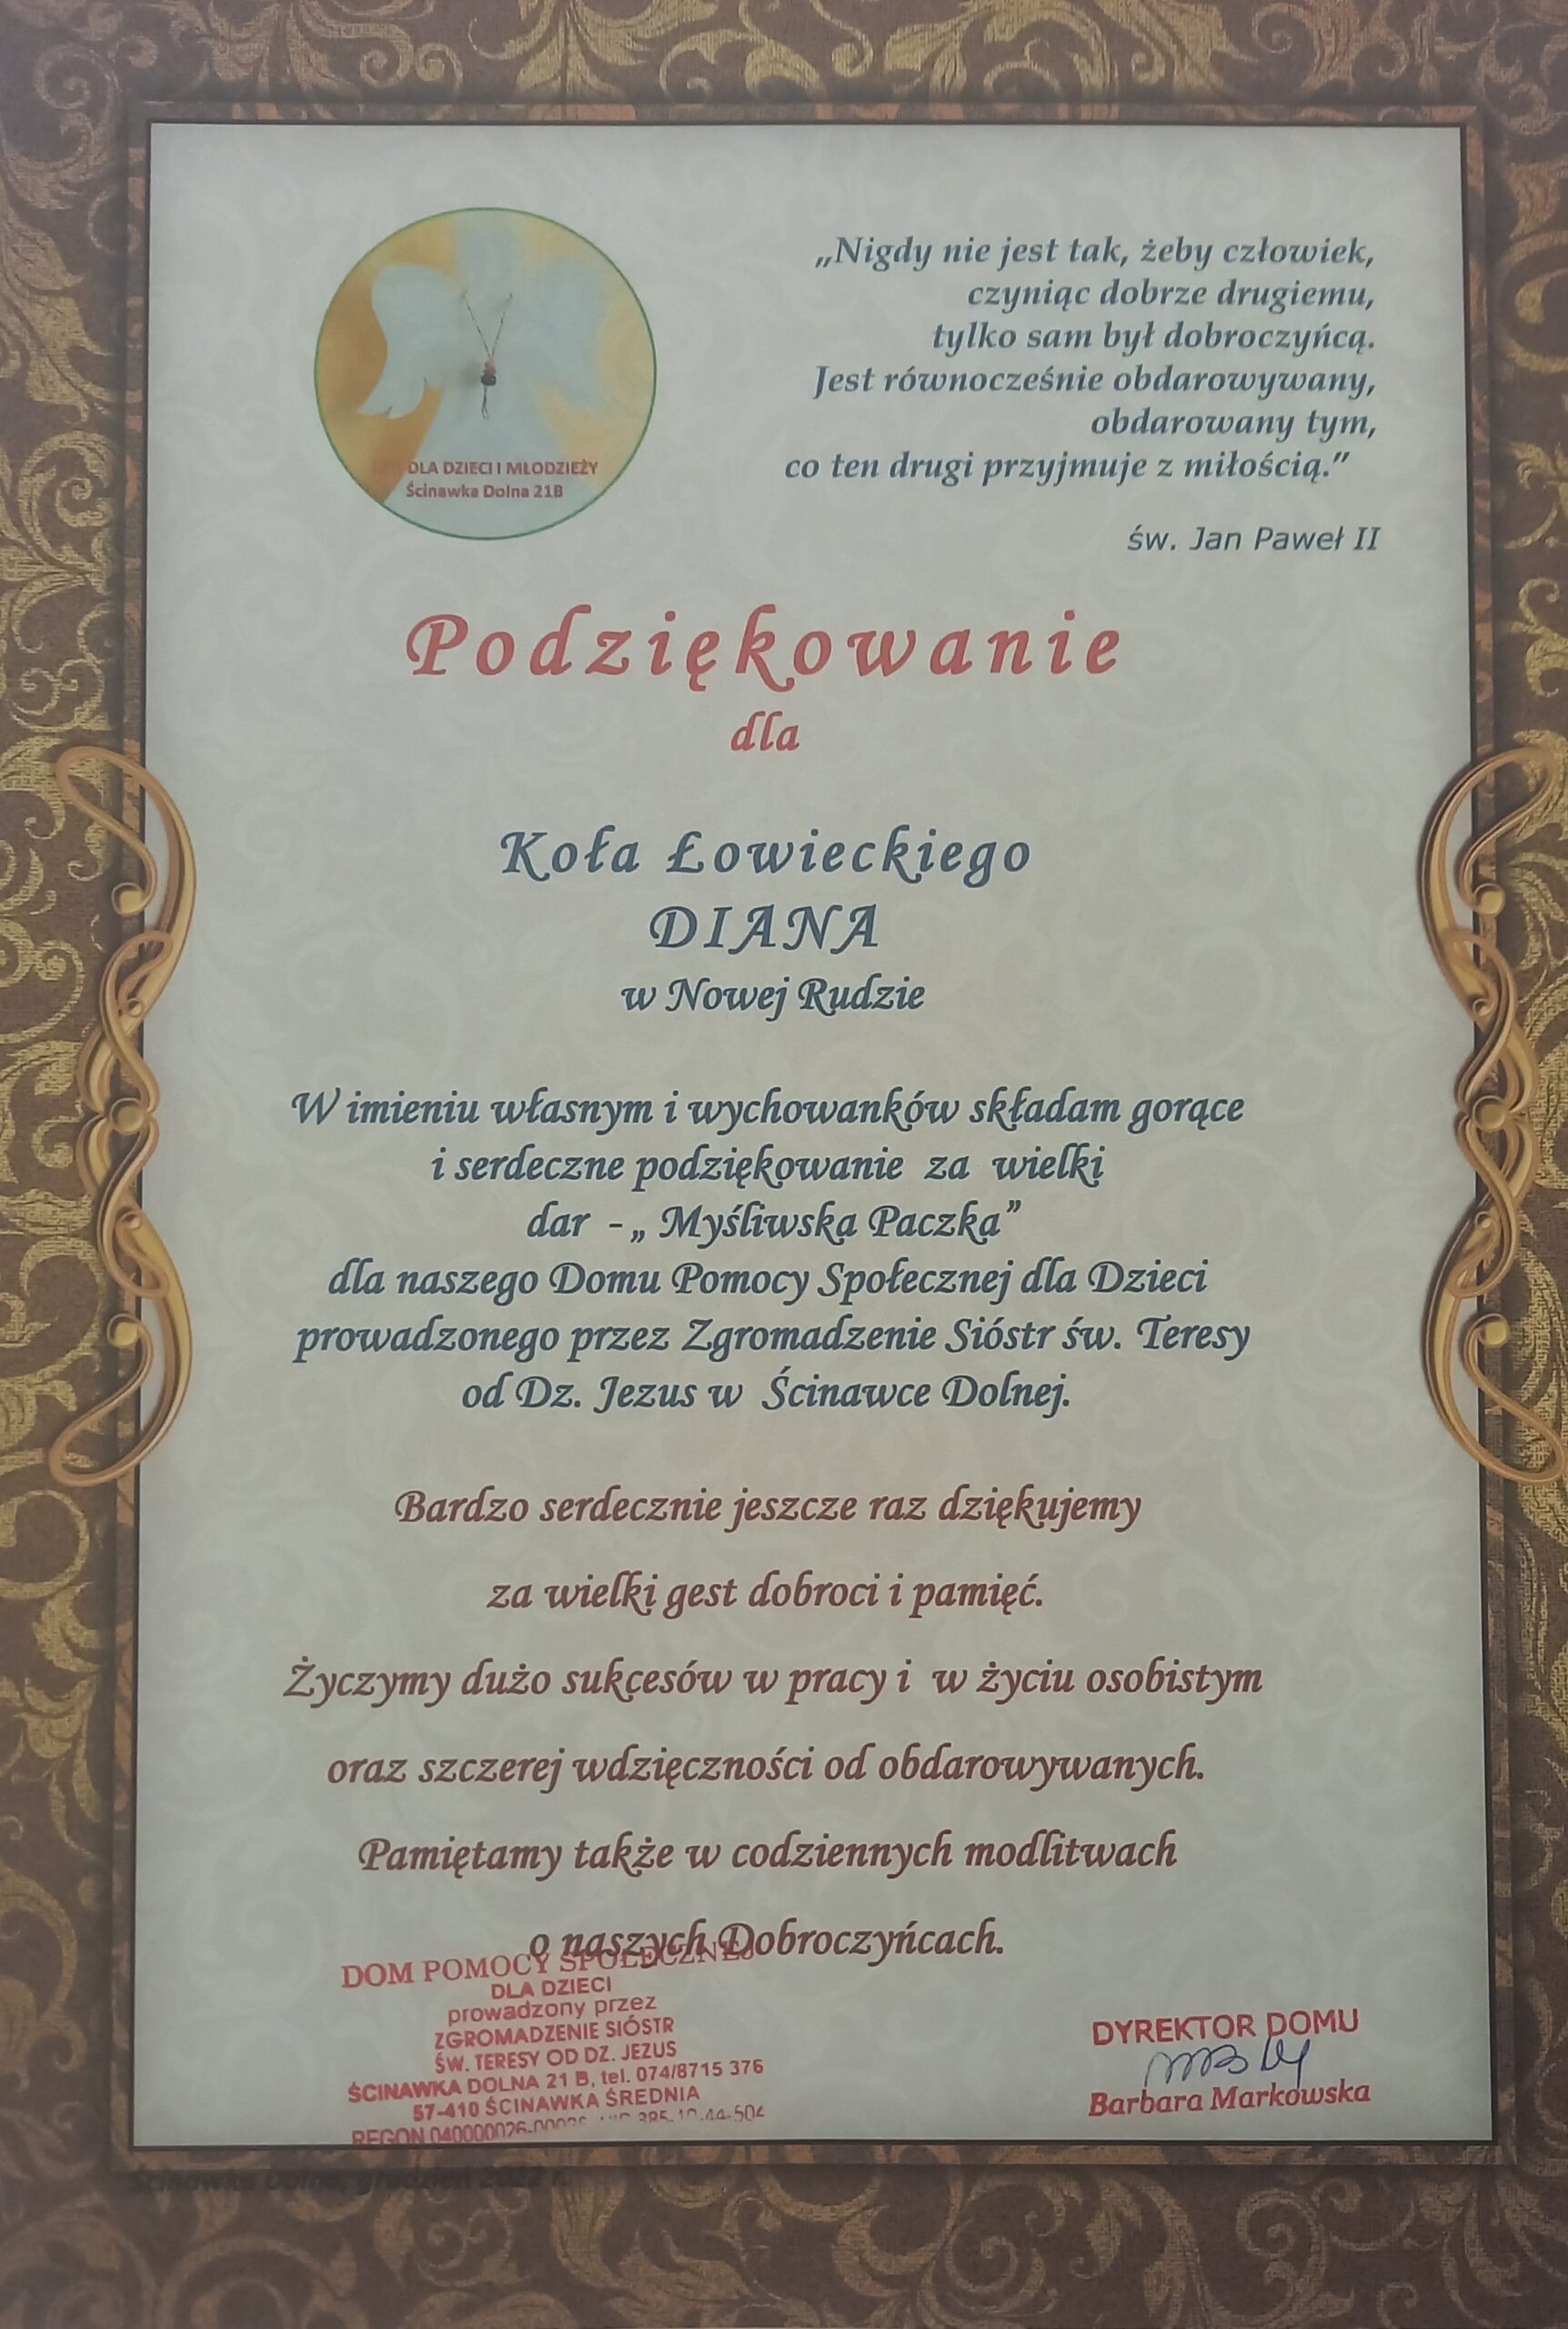 DLA DZIECI I MŁODZIEŻY
Ścinawka Dolna 21B
„Nigdy nie jest tak, żeby człowiek,
czyniąc dobrze drugiemu,
tylko sam był dobroczyńcą.
Jest równocześnie obdarowywany,
obdarowany tym,
co ten drugi przyjmuje z miłością.”
św. Jan Paweł II
Podziękowanie
dla
Koła Łowieckiego
DIANA
w Nowej Rudzie
W imieniu własnym i wychowanków składam gorące
i serdeczne podziękowanie za wielki
dar - „ Myśliwska Paczka”
dla naszego Domu Pomocy Społecznej dla Dzieci
prowadzonego przez Zgromadzenie Sióstr św. Teresy
od Dz. Jezus w Ścinawce Dolnej.
Bardzo serdecznie jeszcze raz dziękujemy
za wielki gest dobroci i pamięć.
Życzymy dużo sukcesów w pracy i w życiu osobistym
oraz szczerej wdzięczności od obdarowywanych.
Pamiętamy także w codziennych modlitwach
o naszych Dobroczyńcach.
DOM POMOCY SPOŁECZNEJ
DLA DZIECI
prowadzony przez
ZGROMADZENIE SIÓSTR
ŚW. TERESY OD DZ. JEZUS
ŚCINAWKA DOLNA 21 B, tel. 074/8715 376
57-410 ŚCINAWKA ŚREDNIA
REGON
DYREKTOR DOMU
Barbara Markowska
Ścinawka Dolna, grudzień 2022 r.